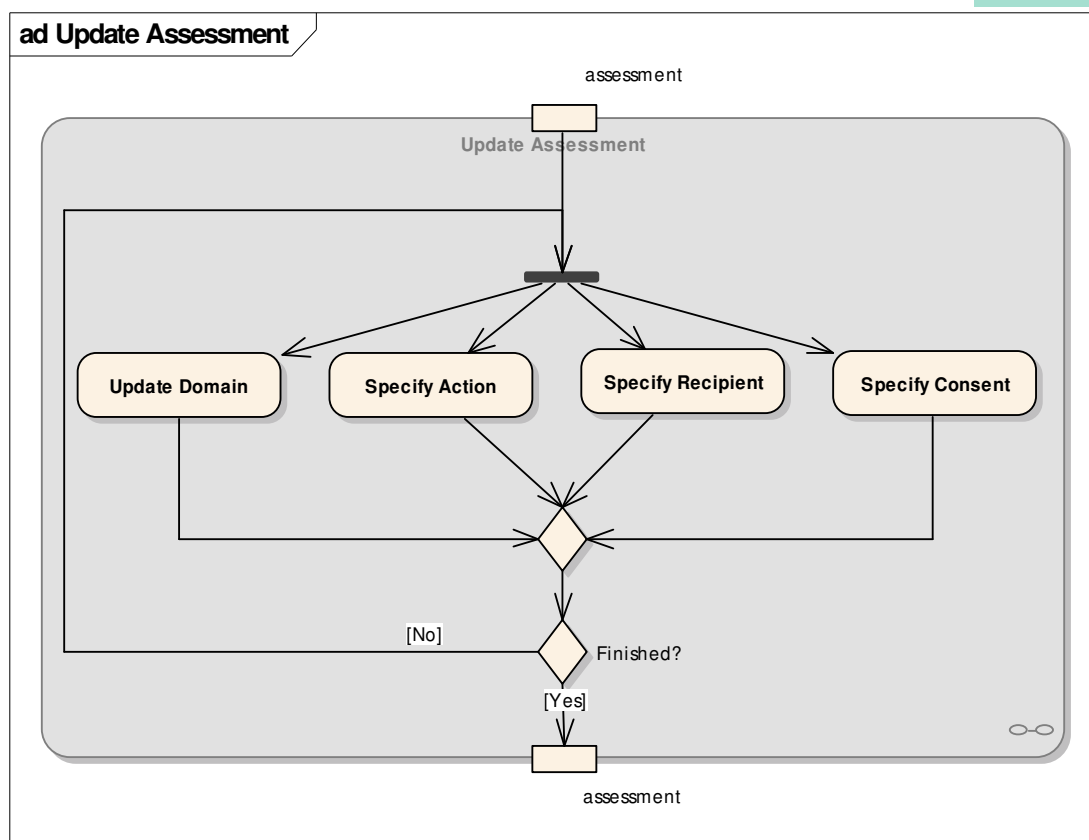 ad Update Assessment
assessment
Update Assessment
Update Domain
Specify Action
Specify Recipient
Specify Consent
[No]
Finished?
[Yes]
assessment